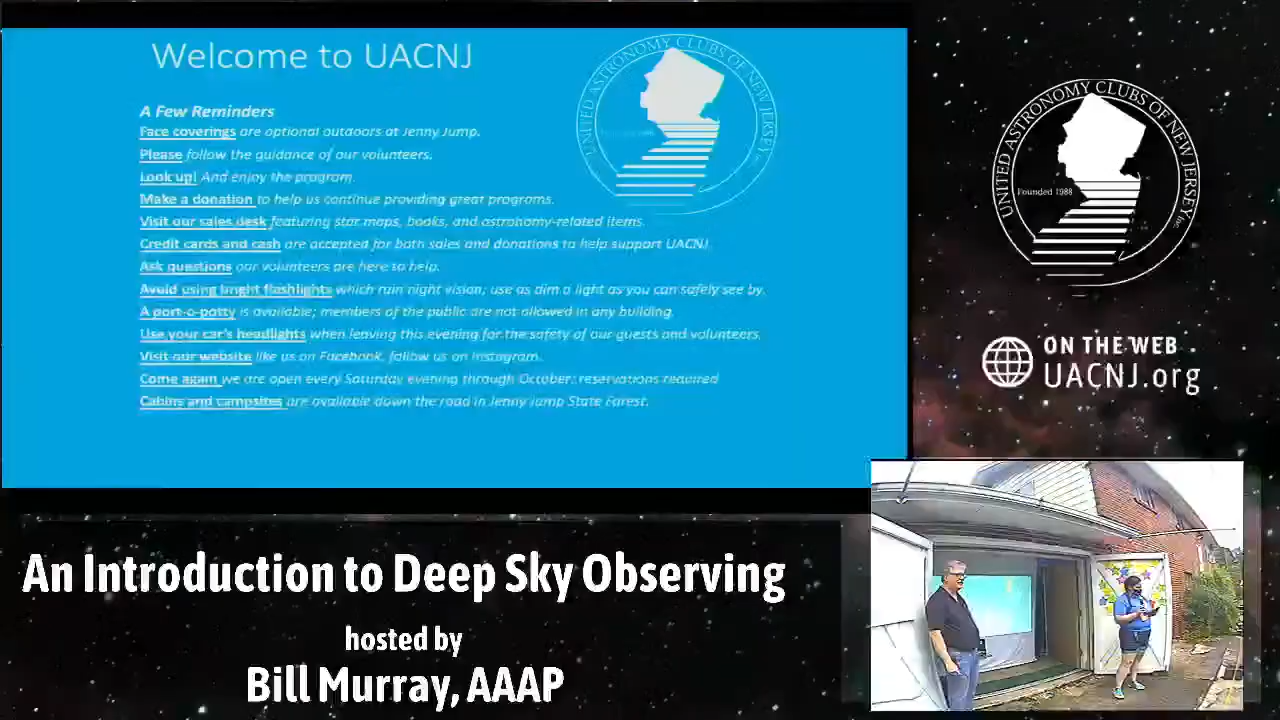 Welcome to UACNJ
A Few Reminders
Face coverings are optional outdoors at Jenny Jump.
Please follow the guidance of our volunteers.
Look up! And enjoy the program.
Make a donation to help us continue providing great programs.
Visit our sales desk featuring star maps, books, and astronomy-related items.
Credit cards and cash are accepted for both sales and donations to help support UACNJ.
Ask questions our volunteers are here to help.
Avoid using bright flashlights which ruin night vision; use as dim a light as you can safely see by.
A port-o-potty is available; members of the public are not allowed in any building.
Use your car's headlights when leaving this evening for the safety of our guests and volunteers.
Visit our website like us on Facebook, follow us on Instagram.
Come again we are open every Saturday evening through October; reservations required
Cabins and campsites are available down the road in Jenny Jump State Forest.
UNITED ASTRONOMY CLUBS OF NEW JERSEY Inc.
UNITED ASTRONOMY CLUBS OF NEW JERSEY Inc.
Founded 1988
ON THE WEB
UACNJ.org
An Introduction to Deep Sky Observing
hosted by
Bill Murray, AAAP